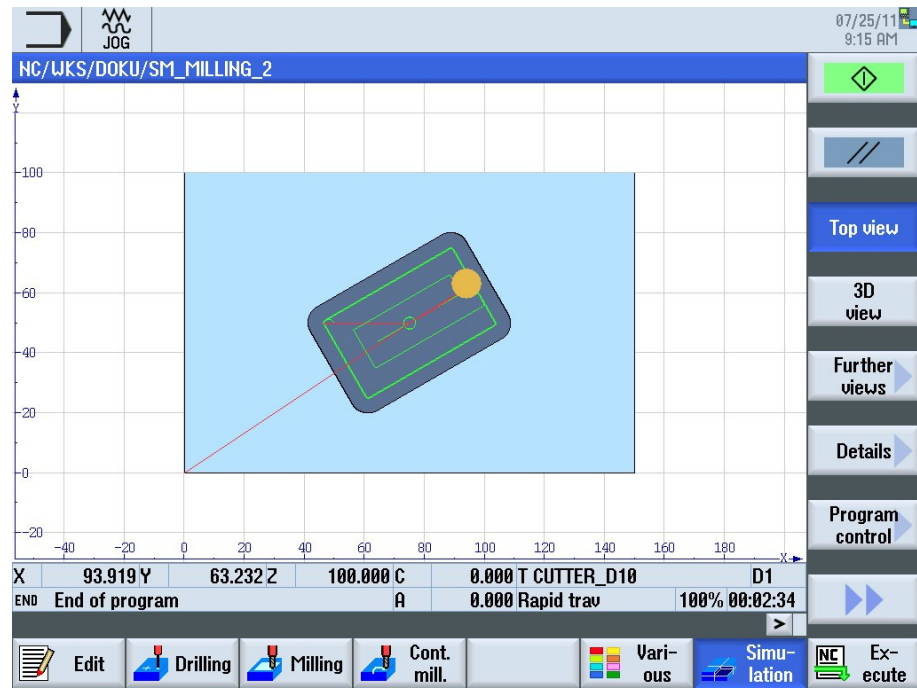 JOG
07/25/11
9:15 AM
NC/WKS/DOKU/SM_MILLING_2
Y
100
80
60
40
20
0
-20
-40 -20 0 20 40 60 80 100 120 140 160 180 X
Top view
3D
view
Further
views
Details
Program
control
X 93.919 Y 63.232 Z 100.000 C 0.000 T CUTTER_D10 D1
END End of program A 0.000 Rapid trav 100% 00:02:34
>
Edit
Drilling
Milling
Cont.
mill.
Vari-
ous
Simu-
lation
NC
Ex-
ecute